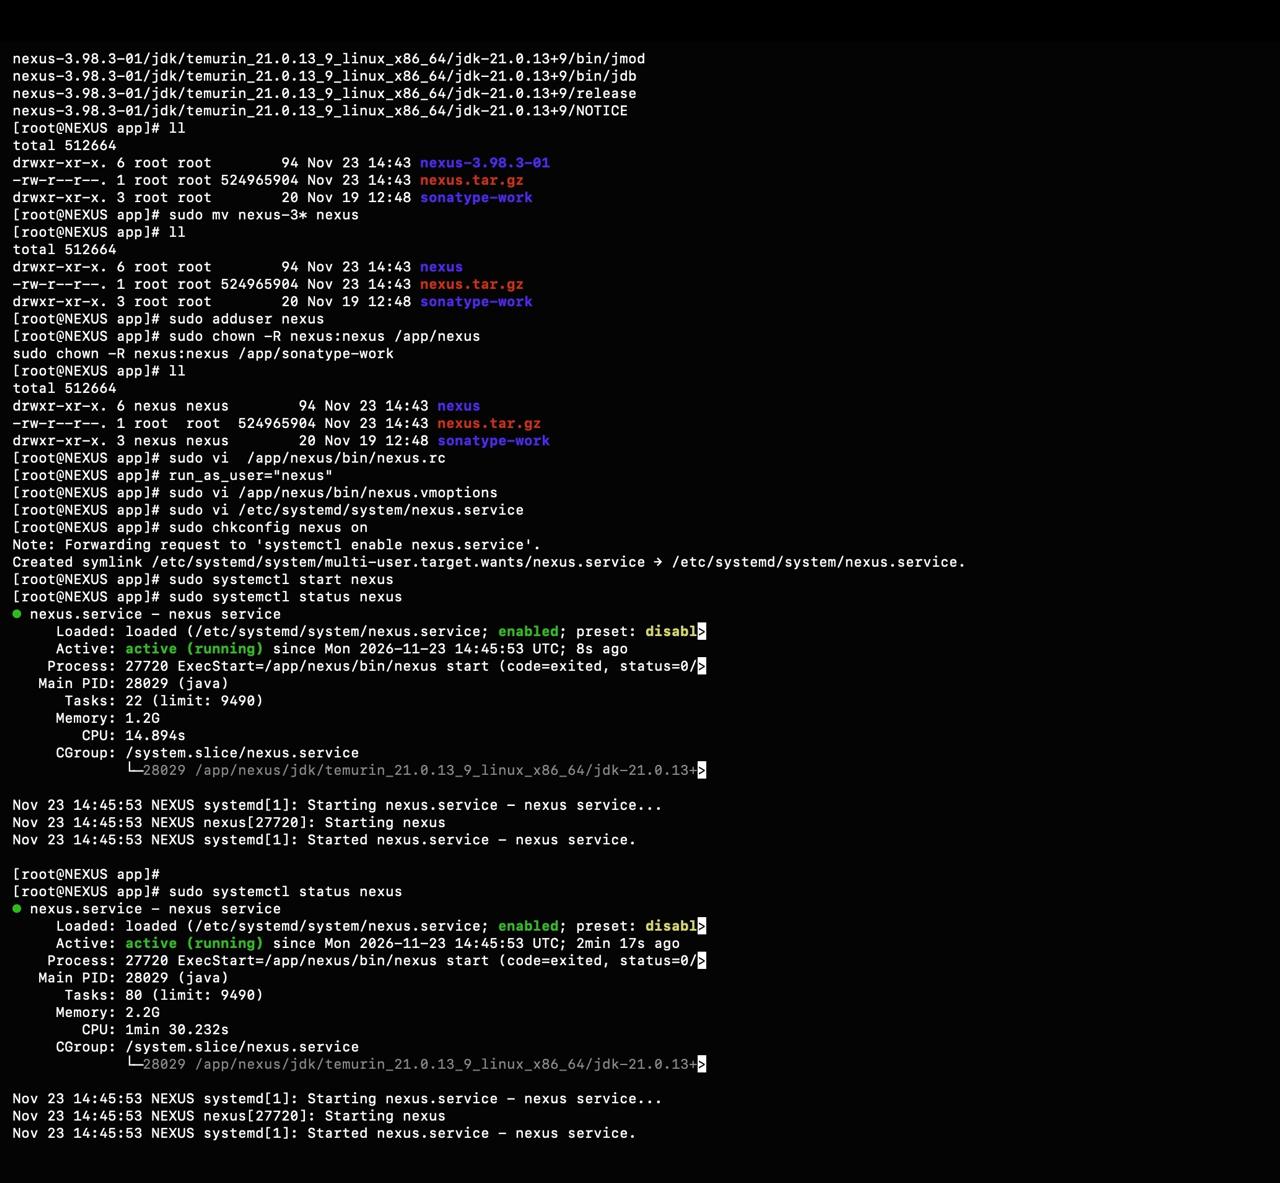 nexus-3.98.3-01/jdk/temurin_21.0.13_9_linux_x86_64/jdk-21.0.13+9/bin/jmod
nexus-3.98.3-01/jdk/temurin_21.0.13_9_linux_x86_64/jdk-21.0.13+9/bin/jdb
nexus-3.98.3-01/jdk/temurin_21.0.13_9_linux_x86_64/jdk-21.0.13+9/release
nexus-3.98.3-01/jdk/temurin_21.0.13_9_linux_x86_64/jdk-21.0.13+9/NOTICE
[root@NEXUS app]# ll
total 512664
drwxr-xr-x. 6 root root        94 Nov 23 14:43 nexus-3.98.3-01
-rw-r--r--. 1 root root 524965904 Nov 23 14:43 nexus.tar.gz
drwxr-xr-x. 3 root root        20 Nov 19 12:48 sonatype-work
[root@NEXUS app]# sudo mv nexus-3* nexus
[root@NEXUS app]# ll
total 512664
drwxr-xr-x. 6 root root        94 Nov 23 14:43 nexus
-rw-r--r--. 1 root root 524965904 Nov 23 14:43 nexus.tar.gz
drwxr-xr-x. 3 root root        20 Nov 19 12:48 sonatype-work
[root@NEXUS app]# sudo adduser nexus
[root@NEXUS app]# sudo chown -R nexus:nexus /app/nexus
sudo chown -R nexus:nexus /app/sonatype-work
[root@NEXUS app]# ll
total 512664
drwxr-xr-x. 6 nexus nexus        94 Nov 23 14:43 nexus
-rw-r--r--. 1 root  root  524965904 Nov 23 14:43 nexus.tar.gz
drwxr-xr-x. 3 nexus nexus        20 Nov 19 12:48 sonatype-work
[root@NEXUS app]# sudo vi  /app/nexus/bin/nexus.rc
[root@NEXUS app]# run_as_user="nexus"
[root@NEXUS app]# sudo vi /app/nexus/bin/nexus.vmoptions
[root@NEXUS app]# sudo vi /etc/systemd/system/nexus.service
[root@NEXUS app]# sudo chkconfig nexus on
Note: Forwarding request to 'systemctl enable nexus.service'.
Created symlink /etc/systemd/system/multi-user.target.wants/nexus.service → /etc/systemd/system/nexus.service.
[root@NEXUS app]# sudo systemctl start nexus
[root@NEXUS app]# sudo systemctl status nexus
● nexus.service - nexus service
     Loaded: loaded (/etc/systemd/system/nexus.service; enabled; preset: disabl>
     Active: active (running) since Mon 2026-11-23 14:45:53 UTC; 8s ago
    Process: 27720 ExecStart=/app/nexus/bin/nexus start (code=exited, status=0/>
   Main PID: 28029 (java)
      Tasks: 22 (limit: 9490)
     Memory: 1.2G
        CPU: 14.894s
     CGroup: /system.slice/nexus.service
             └─28029 /app/nexus/jdk/temurin_21.0.13_9_linux_x86_64/jdk-21.0.13+>
Nov 23 14:45:53 NEXUS systemd[1]: Starting nexus.service - nexus service...
Nov 23 14:45:53 NEXUS nexus[27720]: Starting nexus
Nov 23 14:45:53 NEXUS systemd[1]: Started nexus.service - nexus service.
[root@NEXUS app]#
[root@NEXUS app]# sudo systemctl status nexus
● nexus.service - nexus service
     Loaded: loaded (/etc/systemd/system/nexus.service; enabled; preset: disabl>
     Active: active (running) since Mon 2026-11-23 14:45:53 UTC; 2min 17s ago
    Process: 27720 ExecStart=/app/nexus/bin/nexus start (code=exited, status=0/>
   Main PID: 28029 (java)
      Tasks: 80 (limit: 9490)
     Memory: 2.2G
        CPU: 1min 30.232s
     CGroup: /system.slice/nexus.service
             └─28029 /app/nexus/jdk/temurin_21.0.13_9_linux_x86_64/jdk-21.0.13+>
Nov 23 14:45:53 NEXUS systemd[1]: Starting nexus.service - nexus service...
Nov 23 14:45:53 NEXUS nexus[27720]: Starting nexus
Nov 23 14:45:53 NEXUS systemd[1]: Started nexus.service - nexus service.